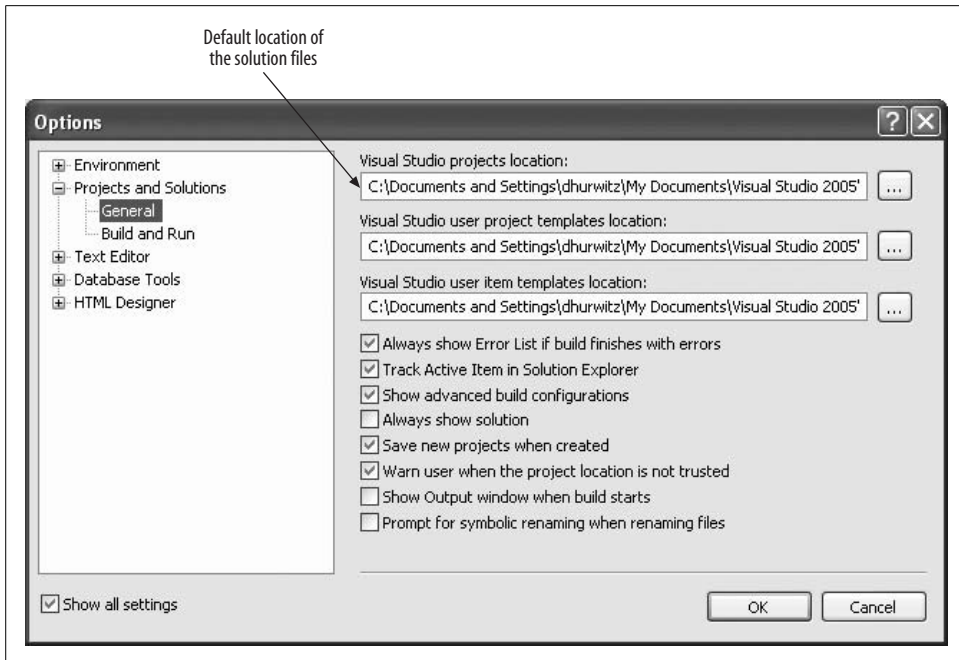 Default location of
the solution files
Options
Environment
Projects and Solutions
General
Build and Run
Text Editor
Database Tools
HTML Designer
Visual Studio projects location:
C:\Documents and Settings\dhurwitz\My Documents\Visual Studio 2005'
...
Visual Studio user project templates location:
C:\Documents and Settings\dhurwitz\My Documents\Visual Studio 2005'
...
Visual Studio user item templates location:
C:\Documents and Settings\dhurwitz\My Documents\Visual Studio 2005'
...
Always show Error List if build finishes with errors
Track Active Item in Solution Explorer
Show advanced build configurations
Always show solution
Save new projects when created
Warn user when the project location is not trusted
Show Output window when build starts
Prompt for symbolic renaming when renaming files
Show all settings
OK
Cancel